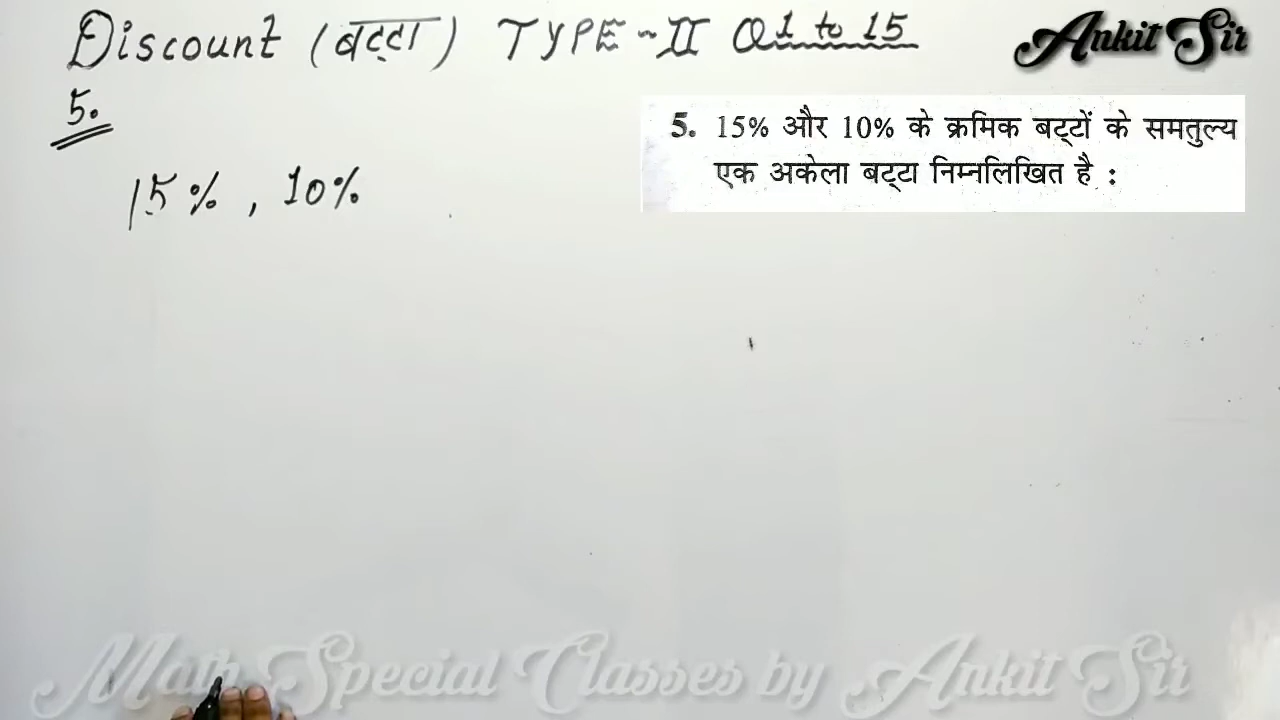 Discount (बट्टा) TYPE-II Q 1 to 15
Ankit Sir
5.
15%, 10%
5. 15% और 10% के क्रमिक बट्टों के समतुल्य
एक अकेला बट्टा निम्नलिखित है :
Math Special Classes by Ankit Sir